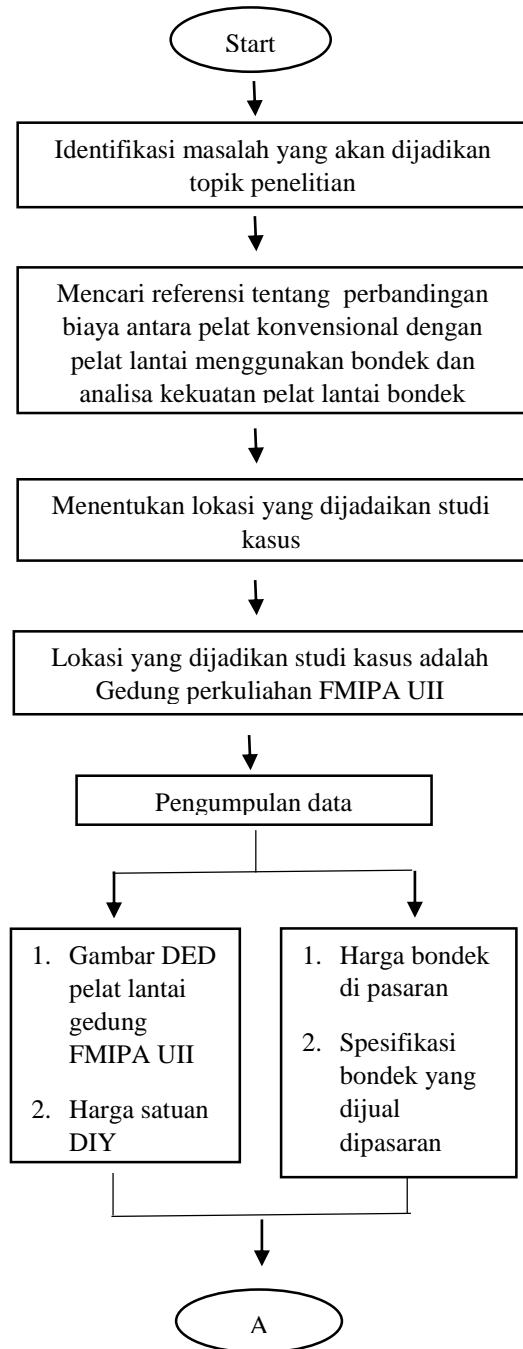 Start
Identifikasi masalah yang akan dijadikan
topik penelitian
Mencari referensi tentang perbandingan
biaya antara pelat konvensional dengan
pelat lantai menggunakan bondek dan
analisa kekuatan pelat lantai bondek
Menentukan lokasi yang dijadaikan studi
kasus
Lokasi yang dijadikan studi kasus adalah
Gedung perkuliahan FMIPA UII
Pengumpulan data
1. Gambar DED
pelat lantai
gedung
FMIPA UII
2. Harga satuan
DIY
1. Harga bondek
di pasaran
2. Spesifikasi
bondek yang
dijual
dipasaran
A